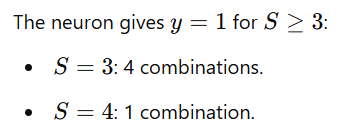 The neuron gives y = 1 for S ≥ 3:
• S = 3: 4 combinations.
• S = 4: 1 combination.